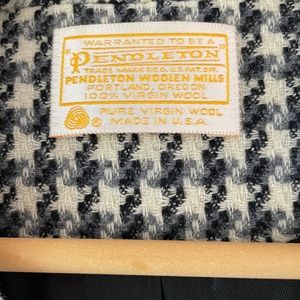 WARRANTED TO BE A
"PENDLETON"
TRADE MARK REG. U.S. PAT. OFF.
PENDLETON WOOLEN MILLS
PORTLAND, OREGON
100% VIRGIN WOOL
PURE VIRGIN WOOL
MADE IN U.S.A.